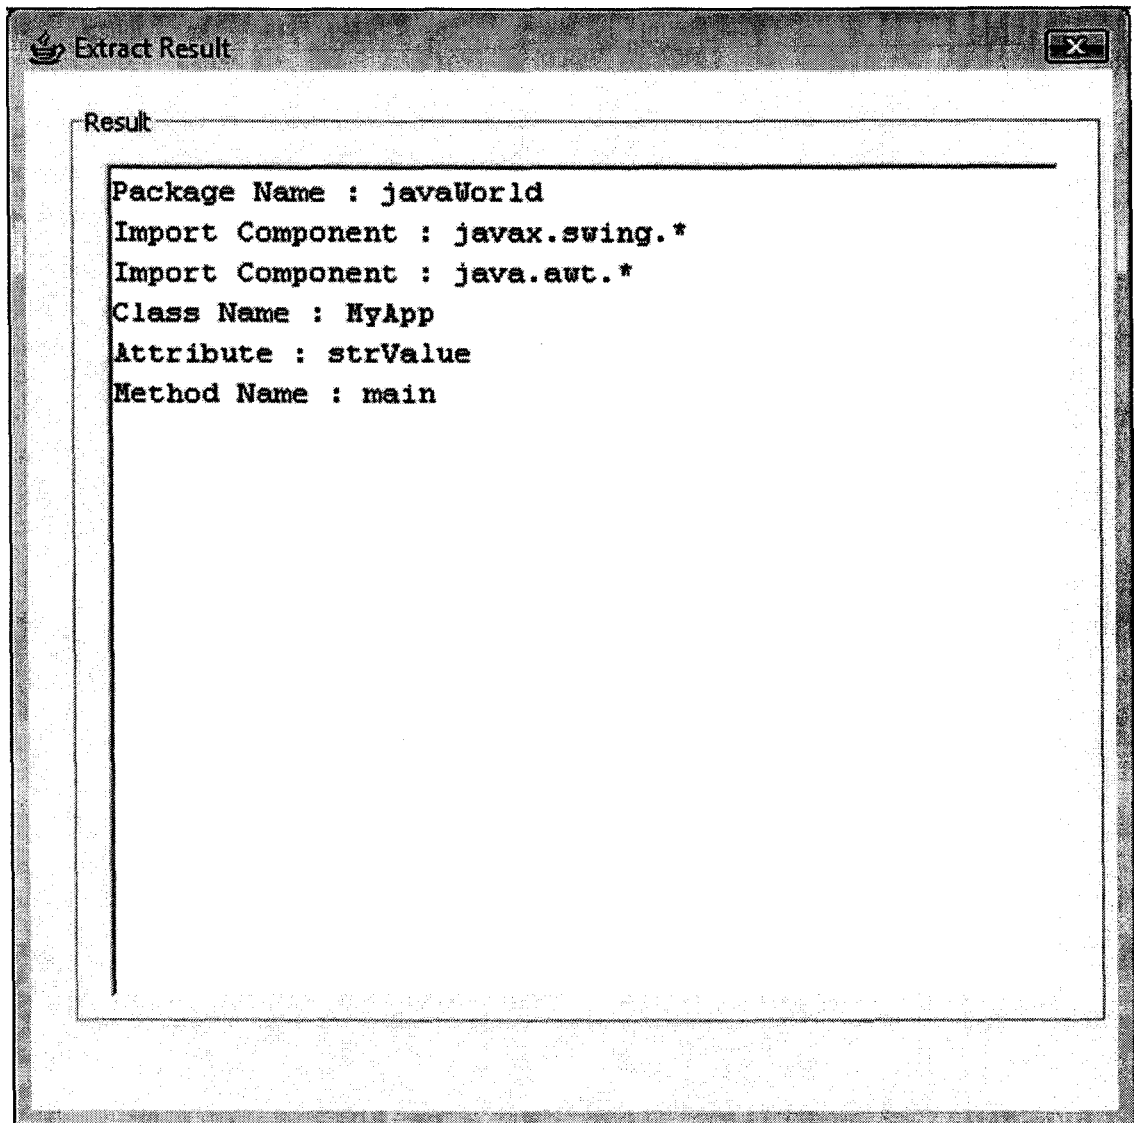 Extract Result
Result
Package Name : javaWorld
Import Component : javax.swing.*
Import Component : java.awt.*
Class Name : MyApp
Attribute : strValue
Method Name : main